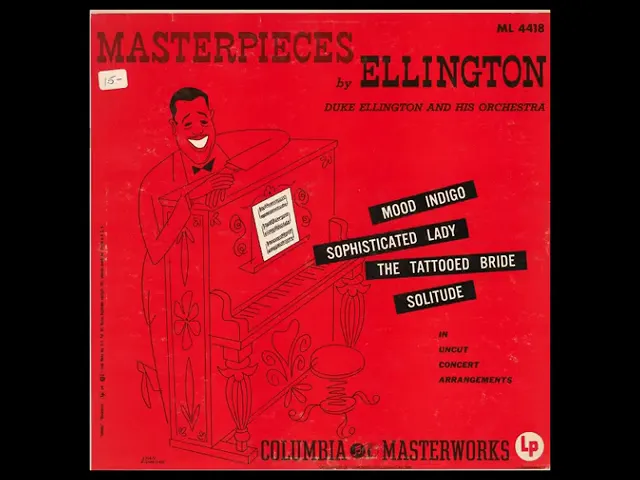 ML 4418
MASTERPIECES
by ELLINGTON
15-
DUKE ELLINGTON AND HIS ORCHESTRA
MOOD INDIGO
SOPHISTICATED LADY
THE TATTOOED BRIDE
SOLITUDE
IN
UNCUT
CONCERT
ARRANGEMENTS
COLUMBIA MASTERWORKS
Lp